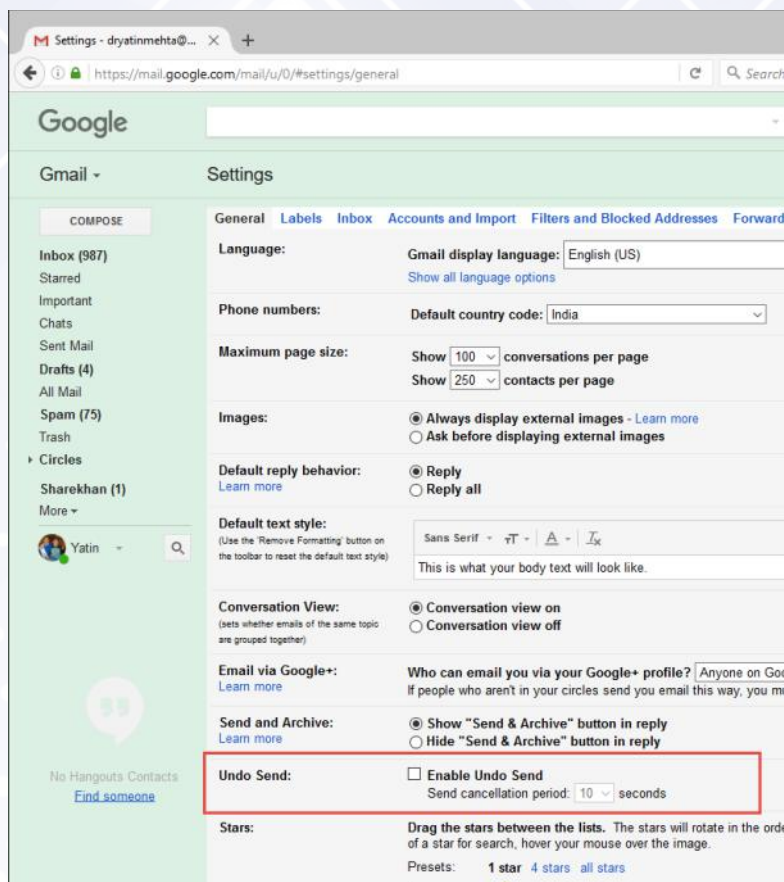 Settings - dryatinmehta@...
https://mail.google.com/mail/u/0/#settings/general
Search
Google
Gmail
Settings
COMPOSE
Inbox (987)
Starred
Important
Chats
Sent Mail
Drafts (4)
All Mail
Spam (75)
Trash
Circles
Sharekhan (1)
More
Yatin
No Hangouts Contacts
Find someone
General Labels Inbox Accounts and Import Filters and Blocked Addresses Forward
Language:
Gmail display language: English (US)
Show all language options
Phone numbers:
Default country code: India
Maximum page size:
Show 100 conversations per page
Show 250 contacts per page
Images:
Always display external images - Learn more
Ask before displaying external images
Default reply behavior:
Learn more
Reply
Reply all
Default text style:
(Use the 'Remove Formatting' button on
the toolbar to reset the default text style)
Sans Serif TT A Tx
This is what your body text will look like.
Conversation View:
(sets whether emails of the same topic
are grouped together)
Conversation view on
Conversation view off
Email via Google+:
Learn more
Who can email you via your Google+ profile? Anyone on Goo
If people who aren't in your circles send you email this way, you mu
Send and Archive:
Learn more
Show "Send & Archive" button in reply
Hide "Send & Archive" button in reply
Undo Send:
Enable Undo Send
Send cancellation period: 10 seconds
Stars:
Drag the stars between the lists. The stars will rotate in the orde
of a star for search, hover your mouse over the image.
Presets: 1 star 4 stars all stars